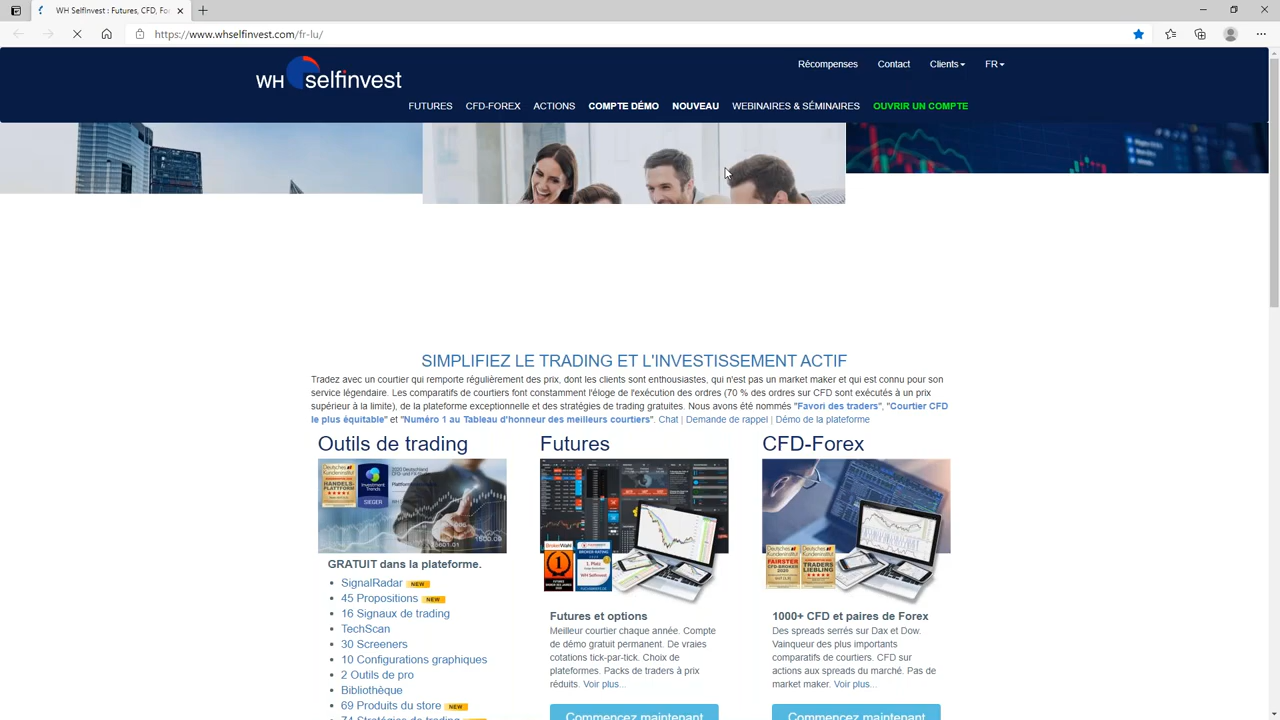 WH SelfInvest : Futures, CFD, Fo
https://www.whselfinvest.com/fr-lu/
WH selfinvest
Récompenses Contact Clients FR
FUTURES CFD-FOREX ACTIONS COMPTE DÉMO NOUVEAU WEBINAIRES & SÉMINAIRES OUVRIR UN COMPTE
SIMPLIFIEZ LE TRADING ET L'INVESTISSEMENT ACTIF
Tradez avec un courtier qui remporte régulièrement des prix, dont les clients sont enthousiastes, qui n'est pas un market maker et qui est connu pour son
service légendaire. Les comparatifs de courtiers font constamment l'éloge de l'exécution des ordres (70 % des ordres sur CFD sont exécutés à un prix
supérieur à la limite), de la plateforme exceptionnelle et des stratégies de trading gratuites. Nous avons été nommés "Favori des traders", "Courtier CFD
le plus équitable" et "Numéro 1 au Tableau d'honneur des meilleurs courtiers". Chat | Demande de rappel | Démo de la plateforme
Outils de trading
GRATUIT dans la plateforme.
SignalRadar NEW
45 Propositions NEW
16 Signaux de trading
TechScan
30 Screeners
10 Configurations graphiques
2 Outils de pro
Bibliothèque
69 Produits du store NEW
74 Stratégies de trading
Futures
Futures et options
Meilleur courtier chaque année. Compte
de démo gratuit permanent. De vraies
cotations tick-par-tick. Choix de
plateformes. Packs de traders à prix
réduits. Voir plus...
Commencez maintenant
CFD-Forex
FAIRSTER
TRADERS
LIEBLING
1000+ CFD et paires de Forex
Des spreads serrés sur Dax et Dow.
Vainqueur des plus importants
comparatifs de courtiers. CFD sur
actions aux spreads du marché. Pas de
market maker. Voir plus...
Commencez maintenant